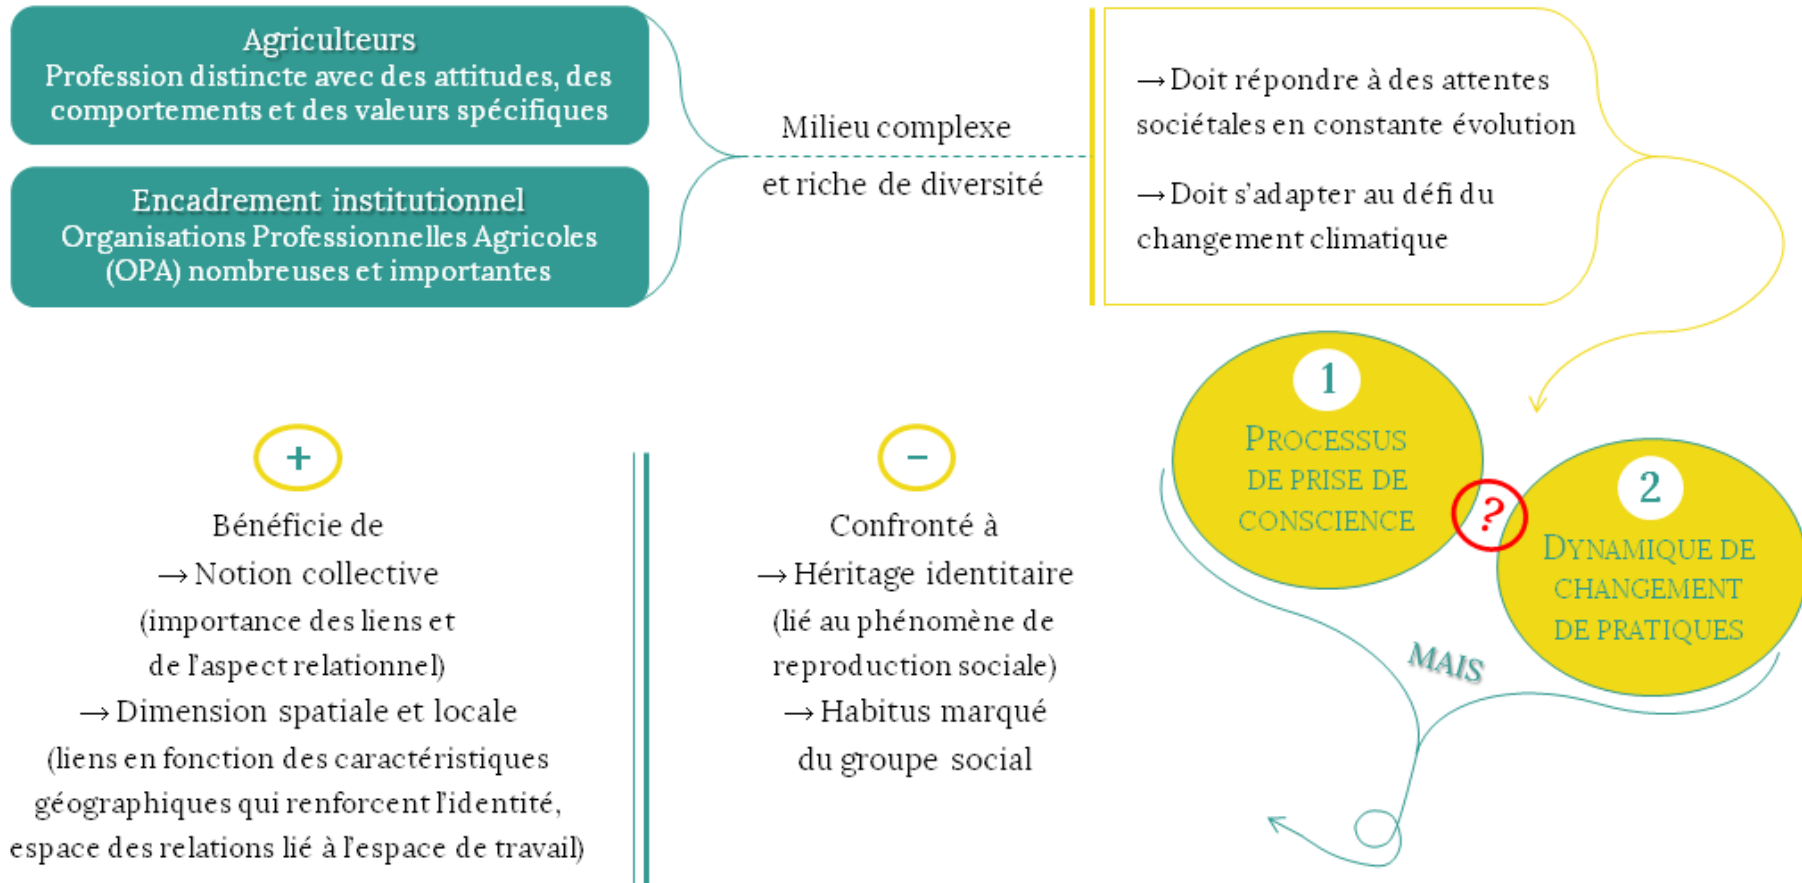 Agriculteurs
Profession distincte avec des attitudes, des
comportements et des valeurs spécifiques
Encadrement institutionnel
Organisations Professionnelles Agricoles
(OPA) nombreuses et importantes
Milieu complexe
et riche de diversité
→ Doit répondre à des attentes
sociétales en constante évolution
→ Doit s'adapter au défi du
changement climatique
1
PROCESSUS
DE PRISE DE
CONSCIENCE
?
2
DYNAMIQUE DE
CHANGEMENT
DE PRATIQUES
MAIS
+
Bénéficie de
→ Notion collective
(importance des liens et
de l'aspect relationnel)
→ Dimension spatiale et locale
(liens en fonction des caractéristiques
géographiques qui renforcent l'identité,
espace des relations lié à l'espace de travail)
-
Confronté à
→ Héritage identitaire
(lié au phénomène de
reproduction sociale)
→ Habitus marqué
du groupe social